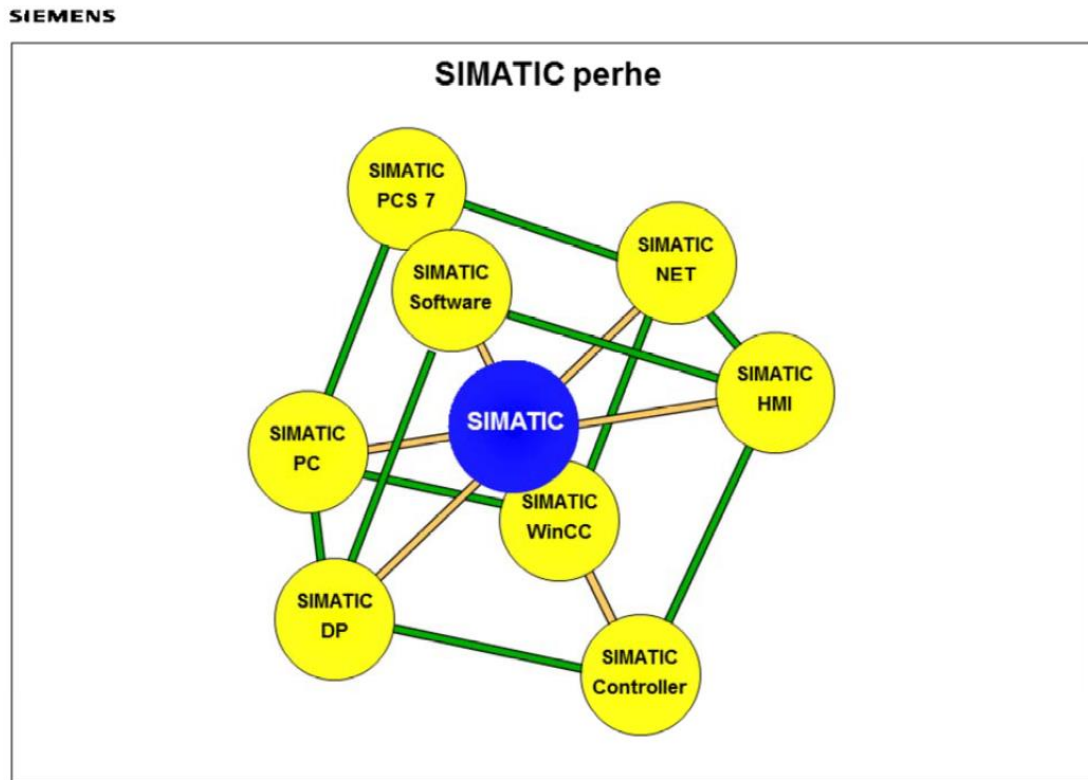 SIEMENS
SIMATIC perhe
SIMATIC
PCS 7
SIMATIC
NET
SIMATIC
Software
SIMATIC
HMI
SIMATIC
SIMATIC
PC
SIMATIC
WinCC
SIMATIC
DP
SIMATIC
Controller